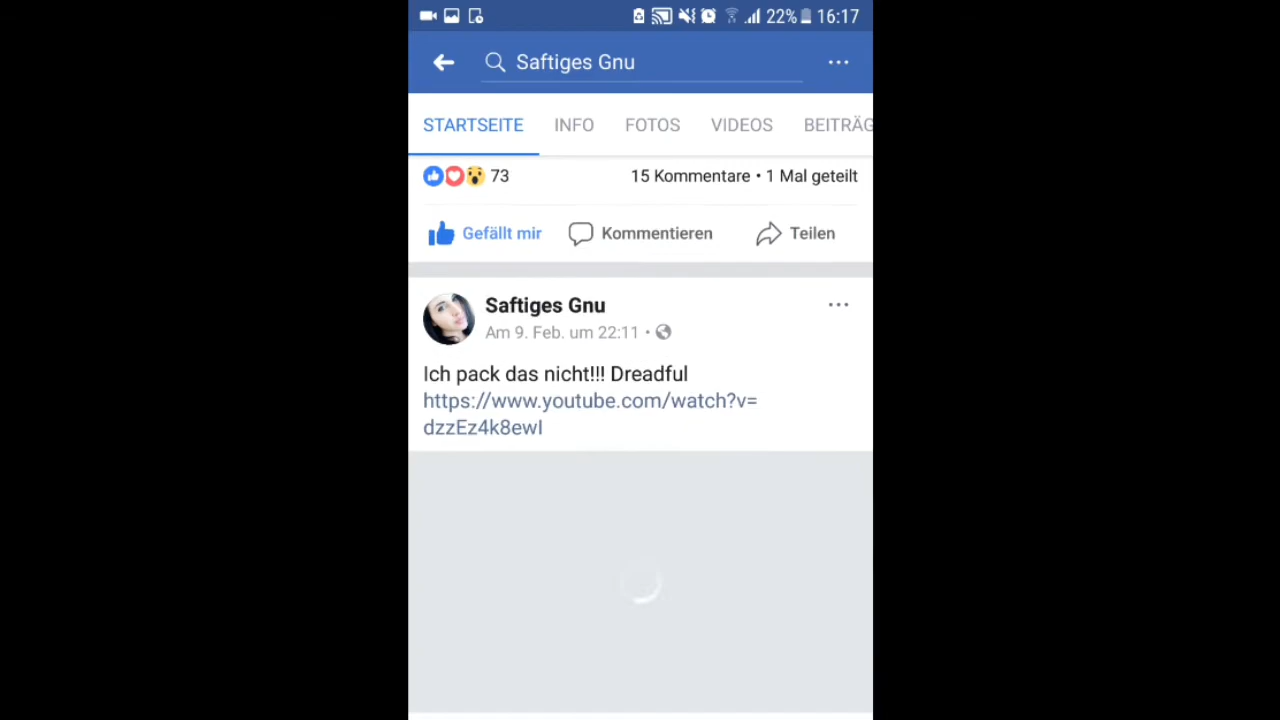 22% 16:17
Saftiges Gnu
STARTSEITE INFO FOTOS VIDEOS BEITRÄG
73 15 Kommentare • 1 Mal geteilt
Gefällt mir Kommentieren Teilen
Saftiges Gnu
Am 9. Feb. um 22:11 •
Ich pack das nicht!!! Dreadful
https://www.youtube.com/watch?v=
dzzEz4k8ewI